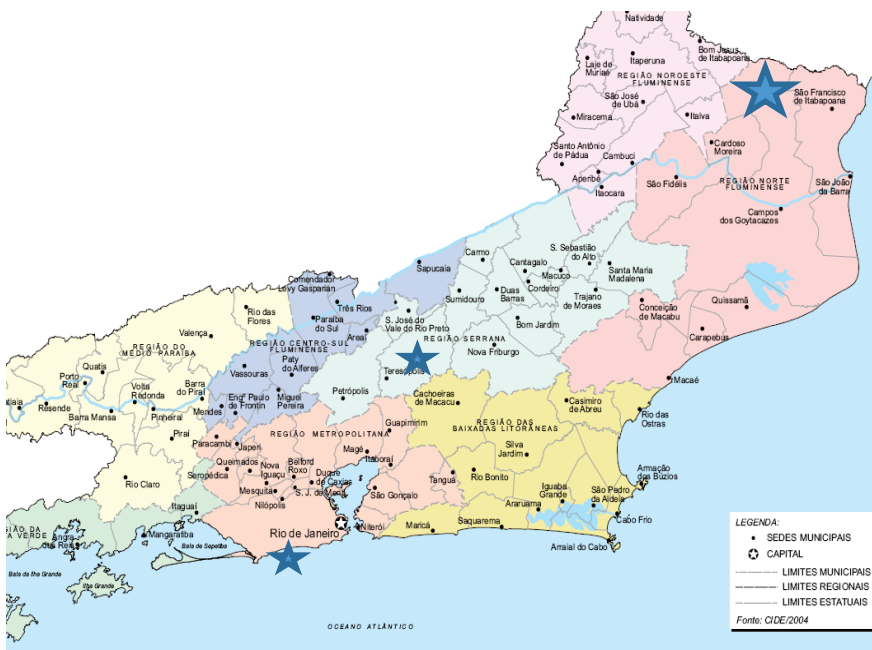 Natividade
Bom Jesus
de Itabapoana
Laje de
Muriaé
Itaperuna
REGIÃO NOROESTE
FLUMINENSE
São José
de Ubá
Miracema
Italva
São Francisco
de Itabapoana
Santo Antônio
de Pádua
Cambuci
Cardoso
Moreira
Aperibé
Itaocara
São Fidélis
REGIÃO NORTE
FLUMINENSE
São João
da Barra
Campos
dos Goytacazes
Comendador
Levy Gasparian
Sapucaia
Carmo
S. Sebastião
do Alto
Cantagalo
Macuco
Cordeiro
Santa Maria
Madalena
Rio das
Flores
Três Rios
Sumidouro
Duas
Barras
Trajano
de Moraes
Conceição
de Macabu
Quissamã
Valença
Paraíba
do Sul
S. José do
Vale do Rio Preto
Bom Jardim
Carapebus
REGIÃO DO
MÉDIO PARAÍBA
REGIÃO CENTRO-SUL
FLUMINENSE
Areal
REGIÃO SERRANA
Nova Friburgo
Quatis
Porto
Real
Vassouras
Paty
do Alferes
Teresópolis
Macaé
Resende
Volta
Redonda
Barra
do Piraí
Mendes
Engº Paulo
de Frontin
Miguel
Pereira
Petrópolis
Cachoeiras
de Macacu
Casimiro
de Abreu
Rio das
Ostras
Barra Mansa
Pinheiral
Piraí
REGIÃO METROPOLITANA
Guapimirim
REGIÃO DAS
BAIXADAS LITORÂNEAS
Paracambi
Japeri
Magé
Itaboraí
Silva
Jardim
Rio Claro
Seropédica
Queimados
Nova
Iguaçu
Belford
Roxo
Duque
de Caxias
Tanguá
Rio Bonito
Armação
dos Búzios
Mesquita
S. J. de Meriti
São Gonçalo
Iguaba
Grande
São Pedro
da Aldeia
Nilópolis
Araruama
Itaguaí
Rio de Janeiro
Niterói
Maricá
Saquarema
Cabo Frio
Mangaratiba
Baía de Sepetiba
Arraial do Cabo
Angra
dos Reis
Ilha Grande
OCEANO ATLÂNTICO
LEGENDA:
SEDES MUNICIPAIS
CAPITAL
LIMITES MUNICIPAIS
LIMITES REGIONAIS
LIMITES ESTATUAIS
Fonte: CIDE/2004